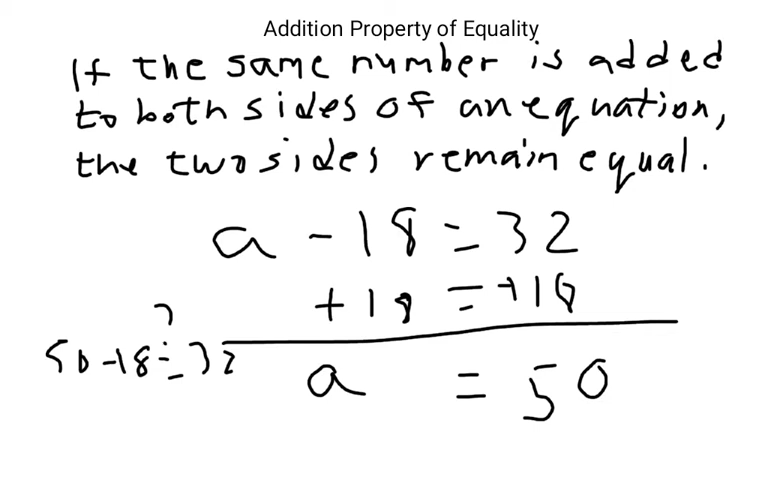 Addition Property of Equality
If the same number is added
to both sides of an equation,
the two sides remain equal.
a - 18 = 32
+ 18 = +18
?
50 - 18 = 32
a = 50